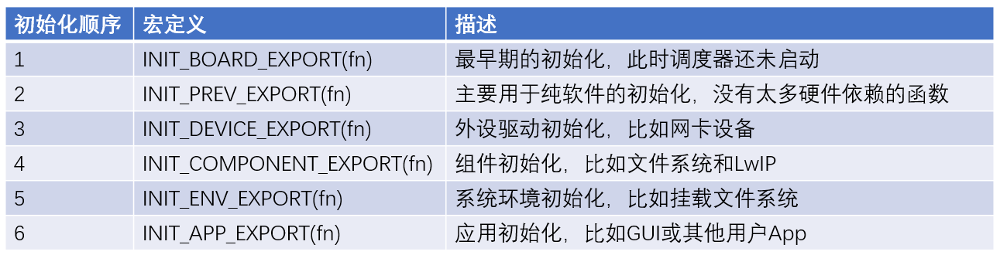 初始化顺序 宏定义 描述
1 INIT_BOARD_EXPORT(fn) 最早期的初始化，此时调度器还未启动
2 INIT_PREV_EXPORT(fn) 主要用于纯软件的初始化，没有太多硬件依赖的函数
3 INIT_DEVICE_EXPORT(fn) 外设驱动初始化，比如网卡设备
4 INIT_COMPONENT_EXPORT(fn) 组件初始化，比如文件系统和LwIP
5 INIT_ENV_EXPORT(fn) 系统环境初始化，比如挂载文件系统
6 INIT_APP_EXPORT(fn) 应用初始化，比如GUI或其他用户App